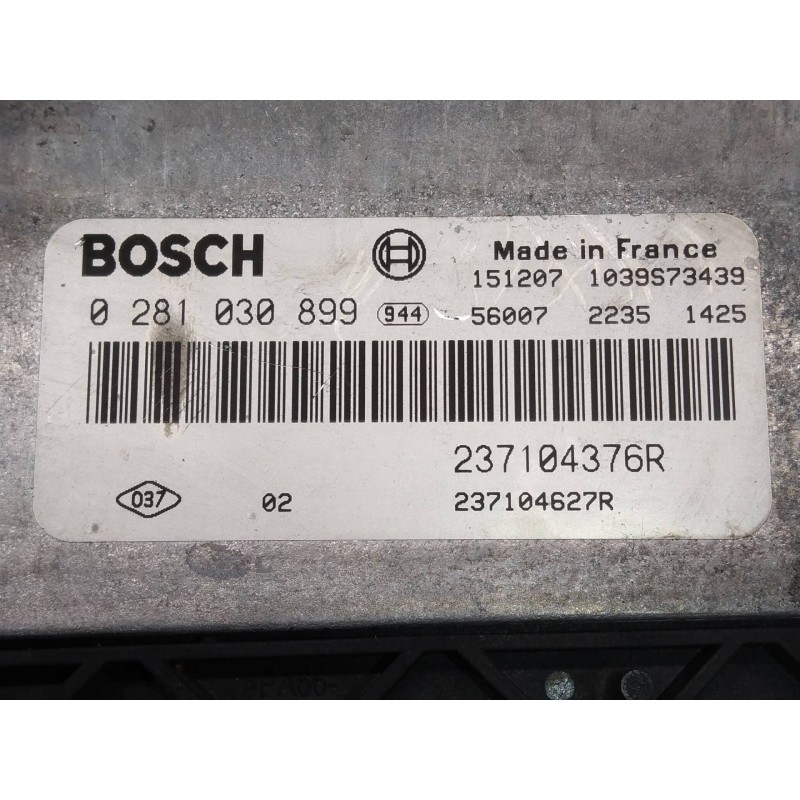 BOSCH
Made in France
151207 1039S73439
0 281 030 899 944 56007 2235 1425
237104376R
037 02 237104627R